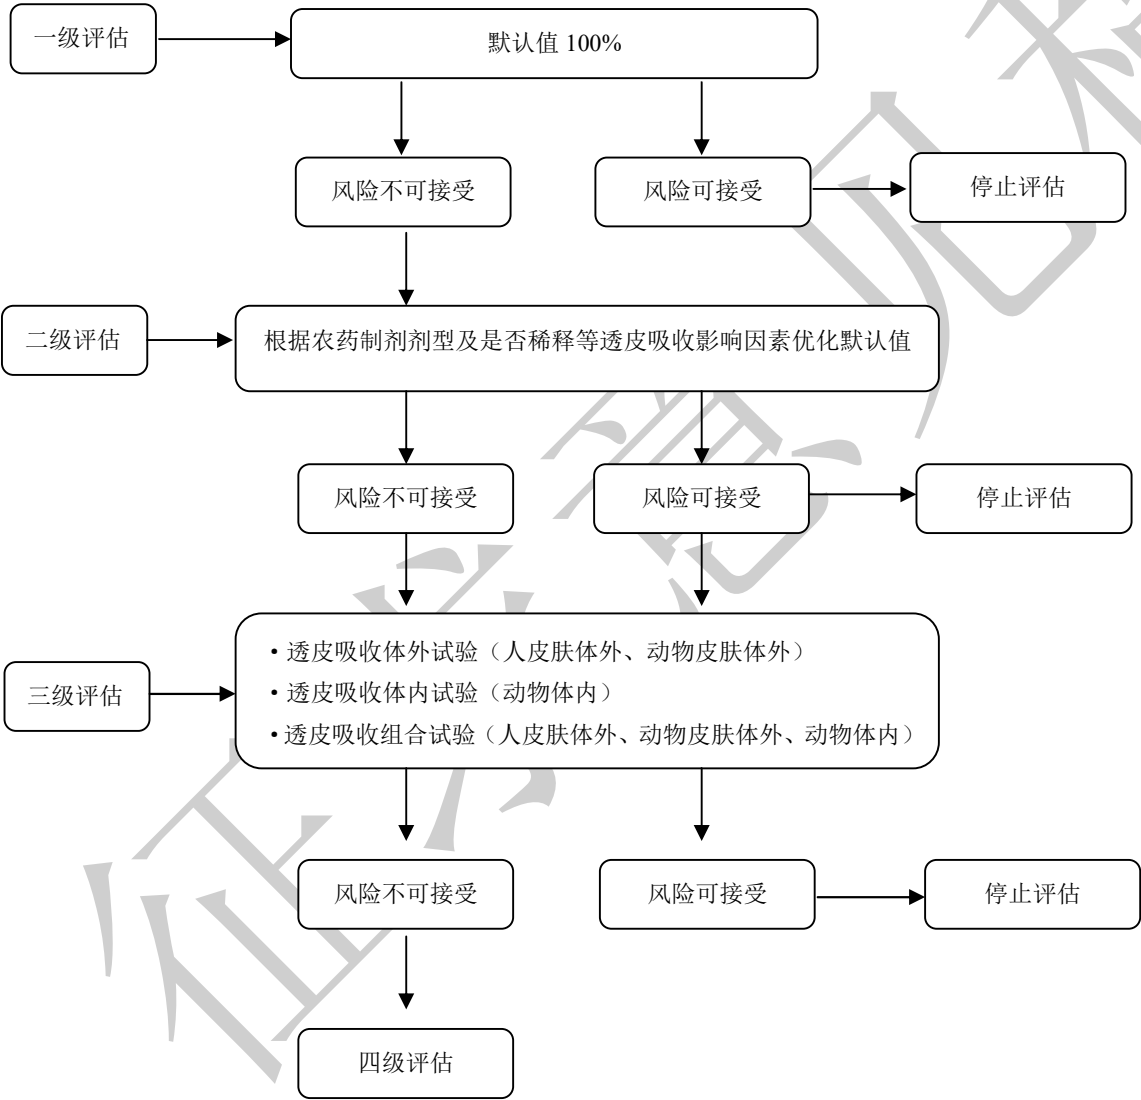 一级评估
默认值 100%
风险不可接受
风险可接受
停止评估
二级评估
根据农药制剂剂型及是否稀释等透皮吸收影响因素优化默认值
风险不可接受
风险可接受
停止评估
三级评估
·透皮吸收体外试验（人皮肤体外、动物皮肤体外）
·透皮吸收体内试验（动物体内）
·透皮吸收组合试验（人皮肤体外、动物皮肤体外、动物体内）
风险不可接受
风险可接受
停止评估
四级评估
征求意见稿